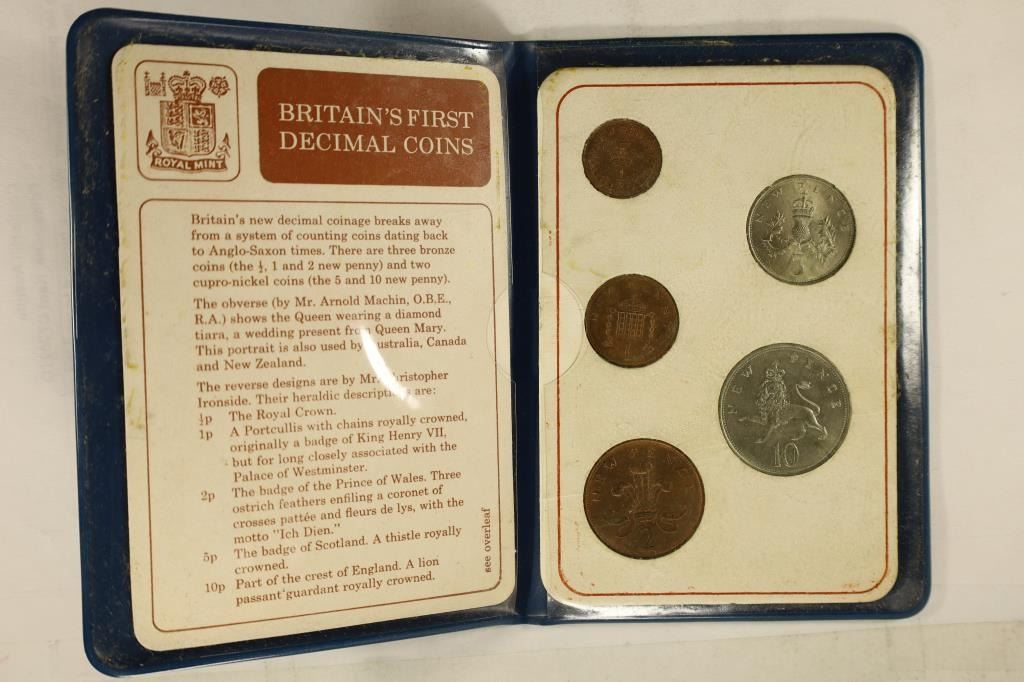 ROYAL MINT
BRITAIN'S FIRST
DECIMAL COINS
Britain's new decimal coinage breaks away
from a system of counting coins dating back
to Anglo-Saxon times. There are three bronze
coins (the ½, 1 and 2 new penny) and two
cupro-nickel coins (the 5 and 10 new penny).
The obverse (by Mr. Arnold Machin, O.B.E.,
R.A.) shows the Queen wearing a diamond
tiara, a wedding present from Queen Mary.
This portrait is also used by Australia, Canada
and New Zealand.
The reverse designs are by Mr. Christopher
Ironside. Their heraldic descriptions are:
½p The Royal Crown.
1p A Portcullis with chains royally crowned,
originally a badge of King Henry VII,
but for long closely associated with the
Palace of Westminster.
2p The badge of the Prince of Wales. Three
ostrich feathers enfiling a coronet of
crosses pattée and fleurs de lys, with the
motto "Ich Dien."
5p The badge of Scotland. A thistle royally
crowned.
10p Part of the crest of England. A lion
passant guardant royally crowned.
see overleaf
NEW PENCE
5
NEW PENCE
10
NEW PENCE
2